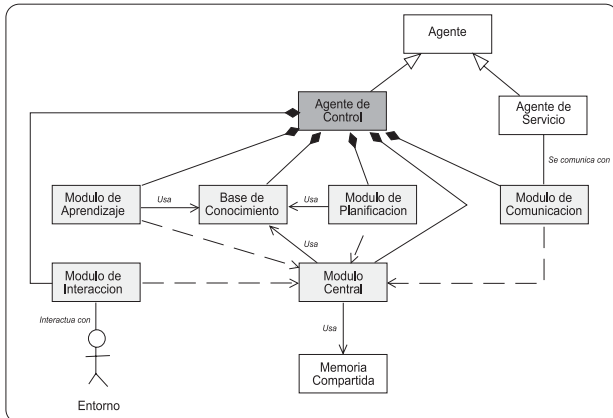 Agente
Agente de
Control
Agente de
Servicio
Se comunica con
Modulo de
Aprendizaje
Usa
Base de
Conocimiento
Usa
Modulo de
Planificacion
Modulo de
Comunicacion
Usa
Modulo de
Interaccion
Modulo
Central
Interactua con
Usa
Memoria
Compartida
Entorno